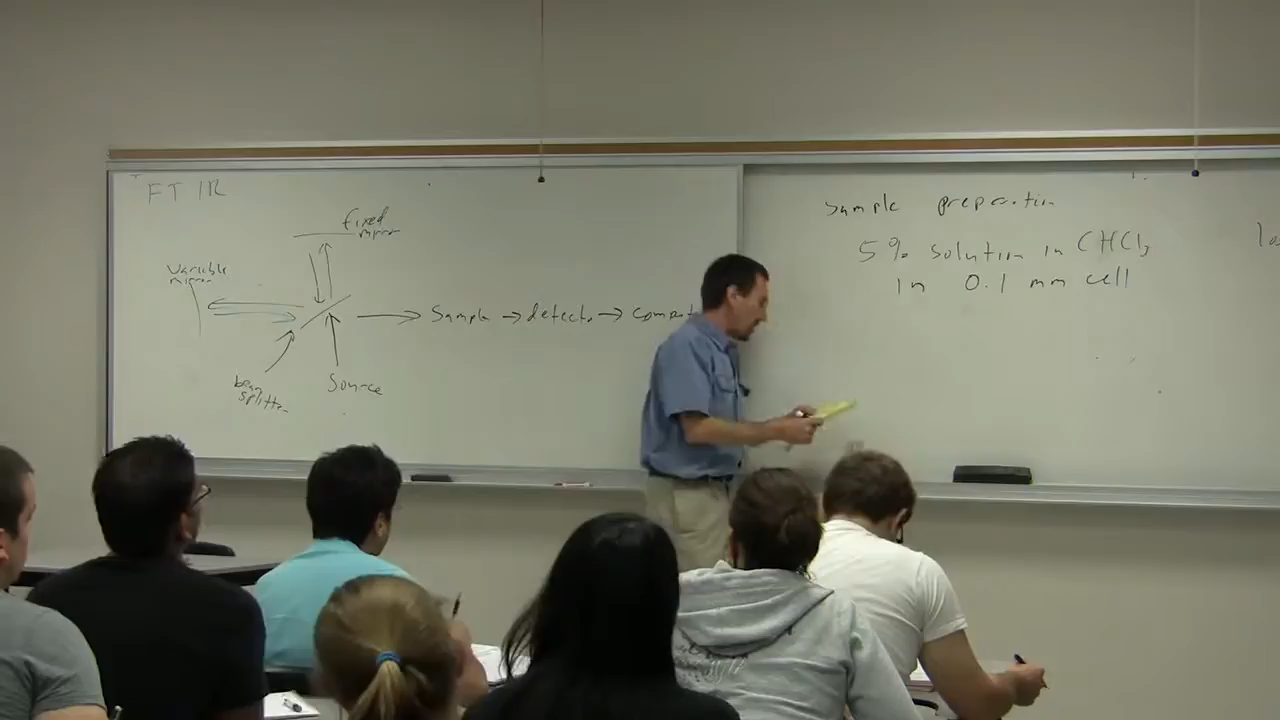 FT IR
fixed
mirror
variable
mirror
Sample → detector →
beam
splitter
Source
Sample preparation
5% solution in CHCl3
in 0.1 mm cell